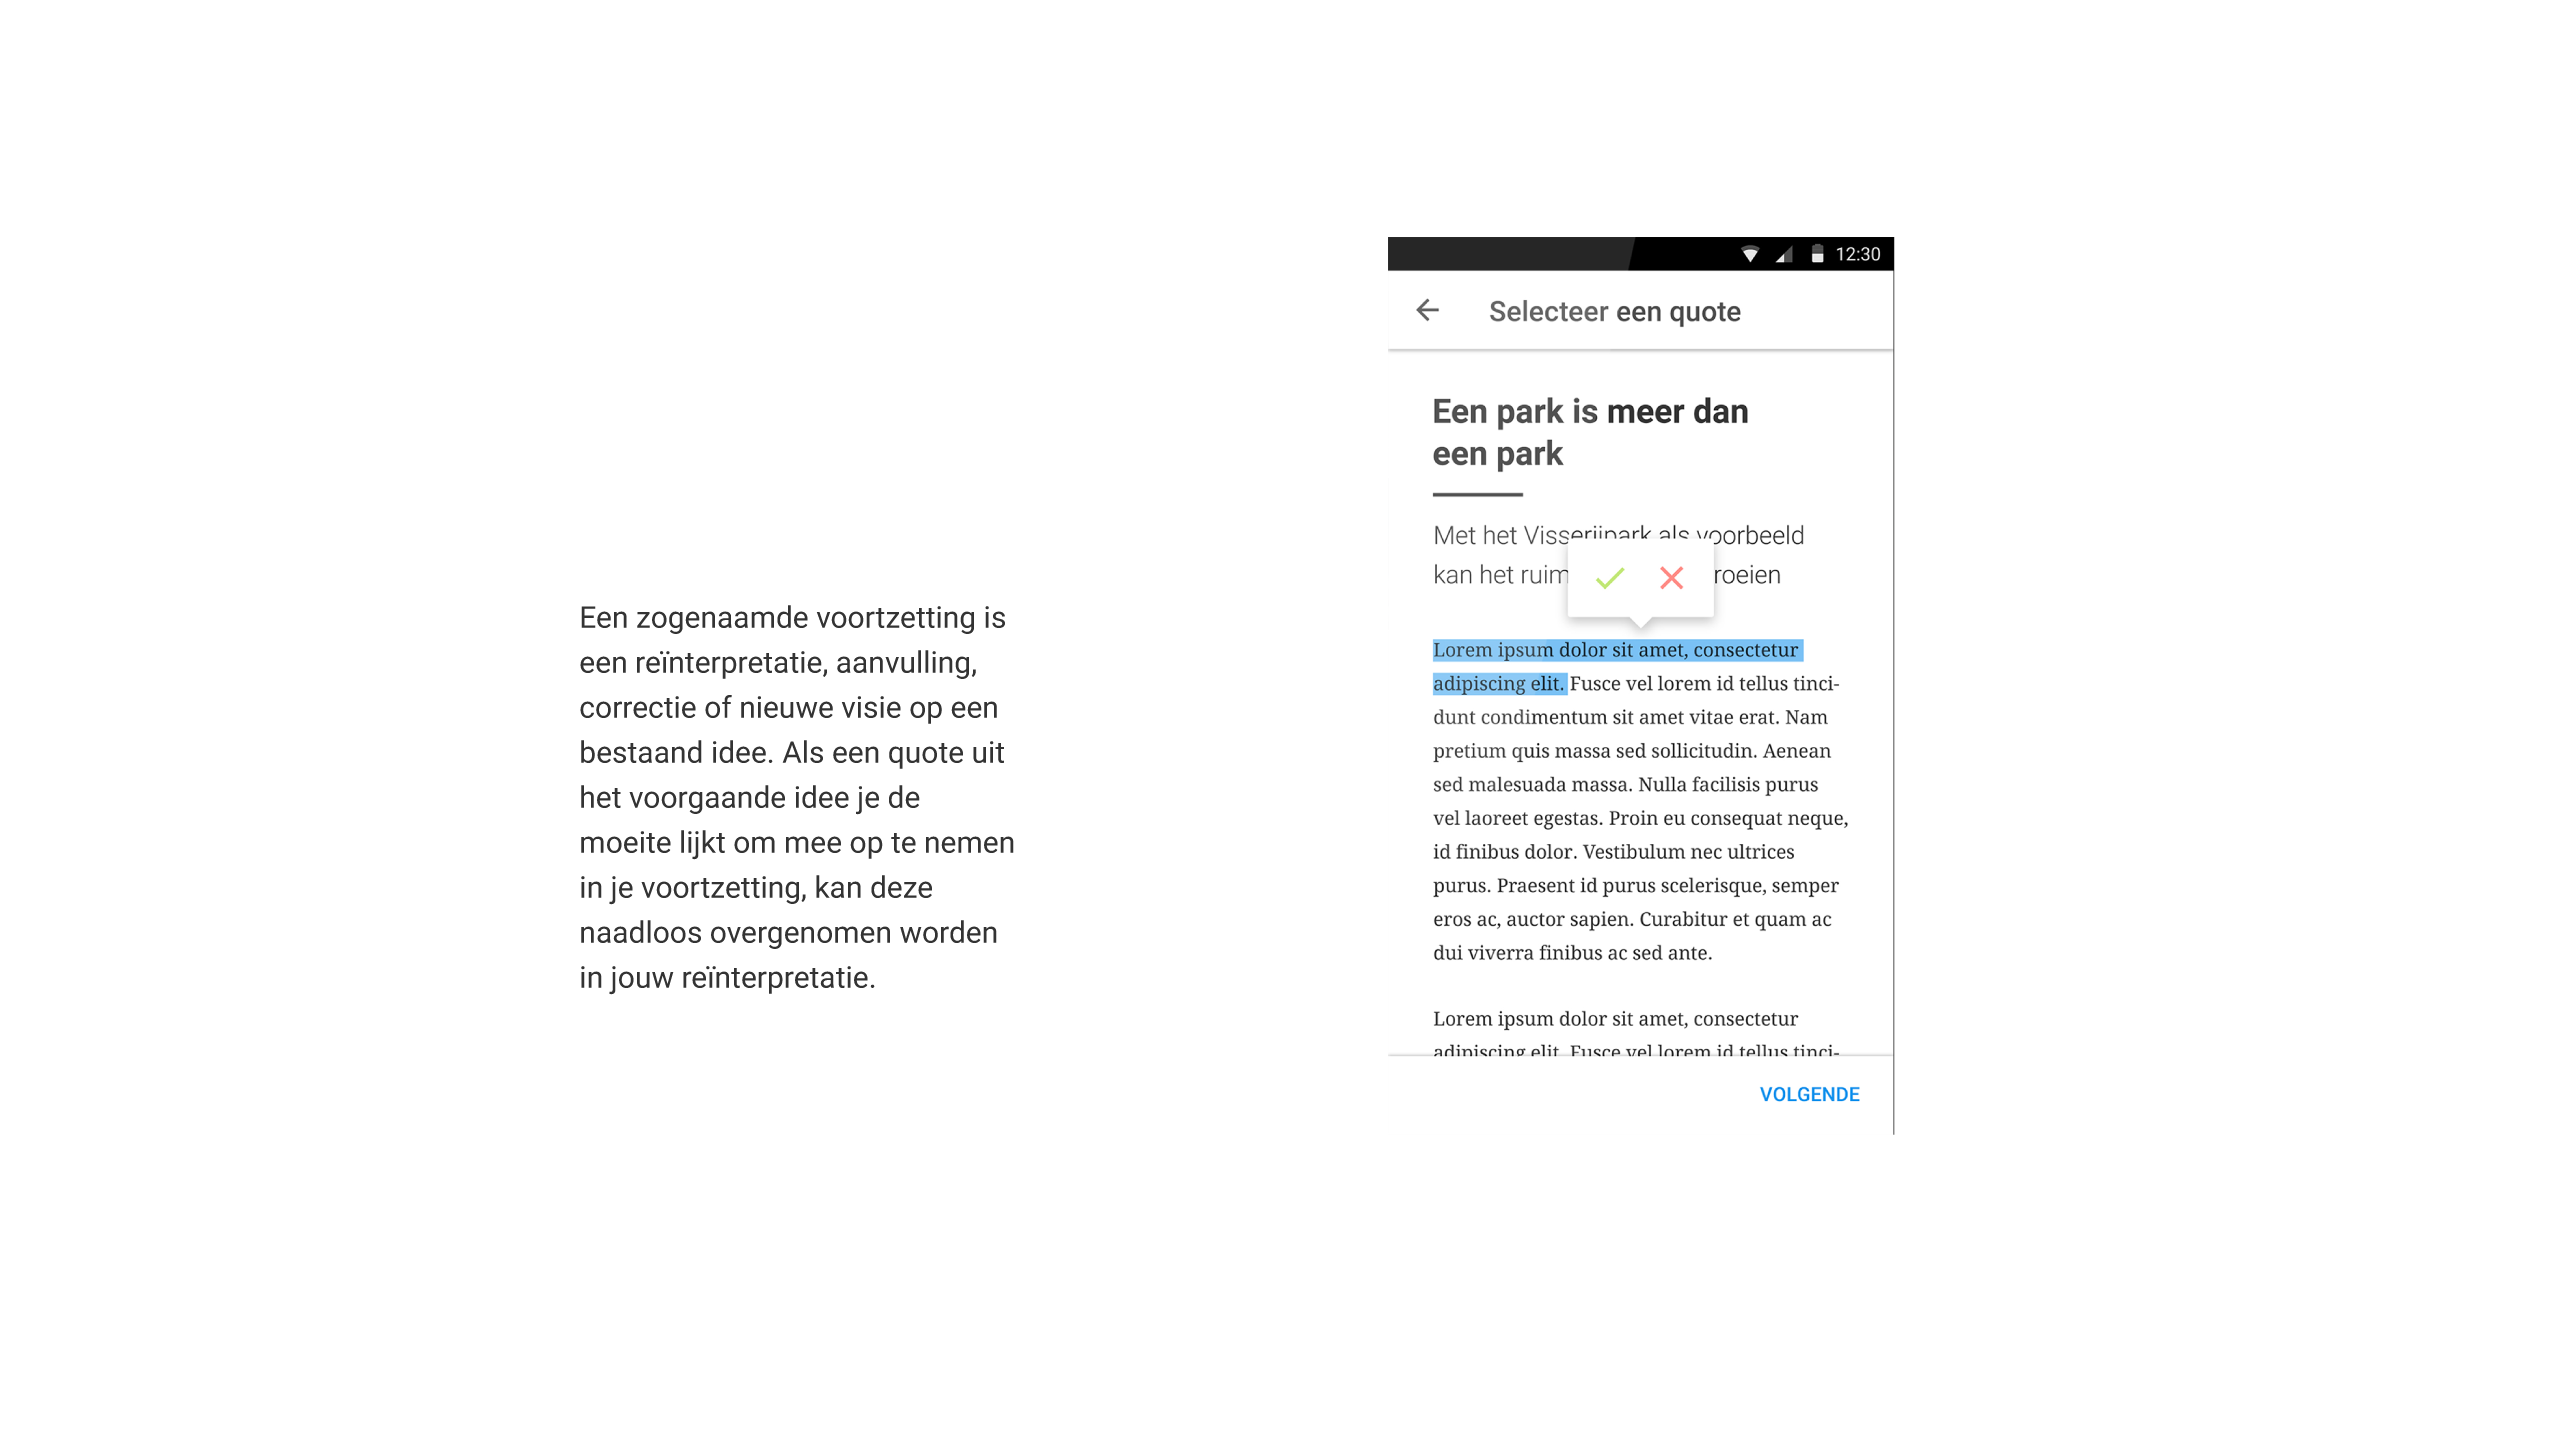 Een zogenaamde voortzetting is
een reïnterpretatie, aanvulling,
correctie of nieuwe visie op een
bestaand idee. Als een quote uit
het voorgaande idee je de
moeite lijkt om mee op te nemen
in je voortzetting, kan deze
naadloos overgenomen worden
in jouw reïnterpretatie.
12:30
Selecteer een quote
Een park is meer dan
een park
Met het Visserijpark als voorbeeld
kan het
Lorem ipsum dolor sit amet, consectetur
adipiscing elit. Fusce vel lorem id tellus tinci-
dunt condimentum sit amet vitae erat. Nam
pretium quis massa sed sollicitudin. Aenean
sed malesuada massa. Nulla facilisis purus
vel laoreet egestas. Proin eu consequat neque,
id finibus dolor. Vestibulum nec ultrices
purus. Praesent id purus scelerisque, semper
eros ac, auctor sapien. Curabitur et quam ac
dui viverra finibus ac sed ante.
Lorem ipsum dolor sit amet, consectetur
adipiscing elit. Fusce vel lorem id tellus tinci-
VOLGENDE